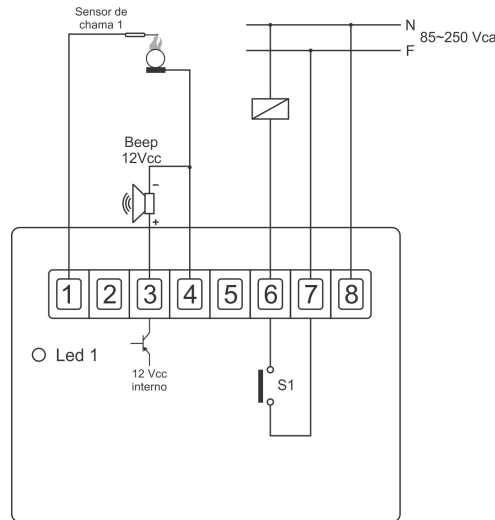 Sensor de
chama 1
N
F
85~250 Vca
Beep
12Vcc
−
+
1 2 3 4 5 6 7 8
Led 1
12 Vcc
interno
S1